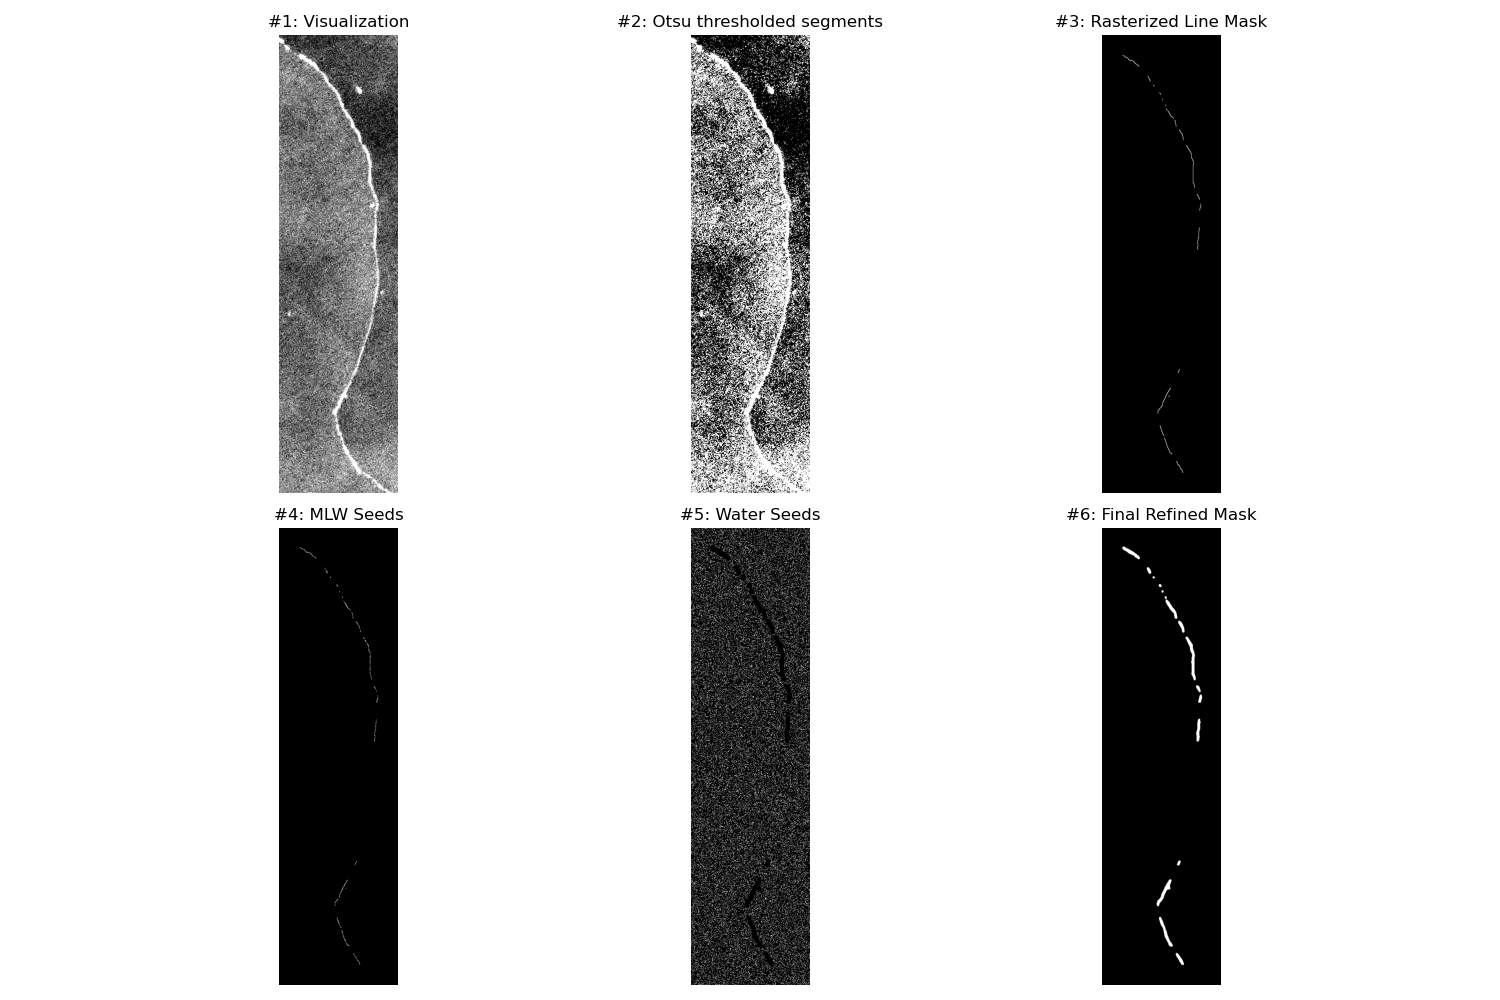 #1: Visualization
#2: Otsu thresholded segments
#3: Rasterized Line Mask
#4: MLW Seeds
#5: Water Seeds
#6: Final Refined Mask